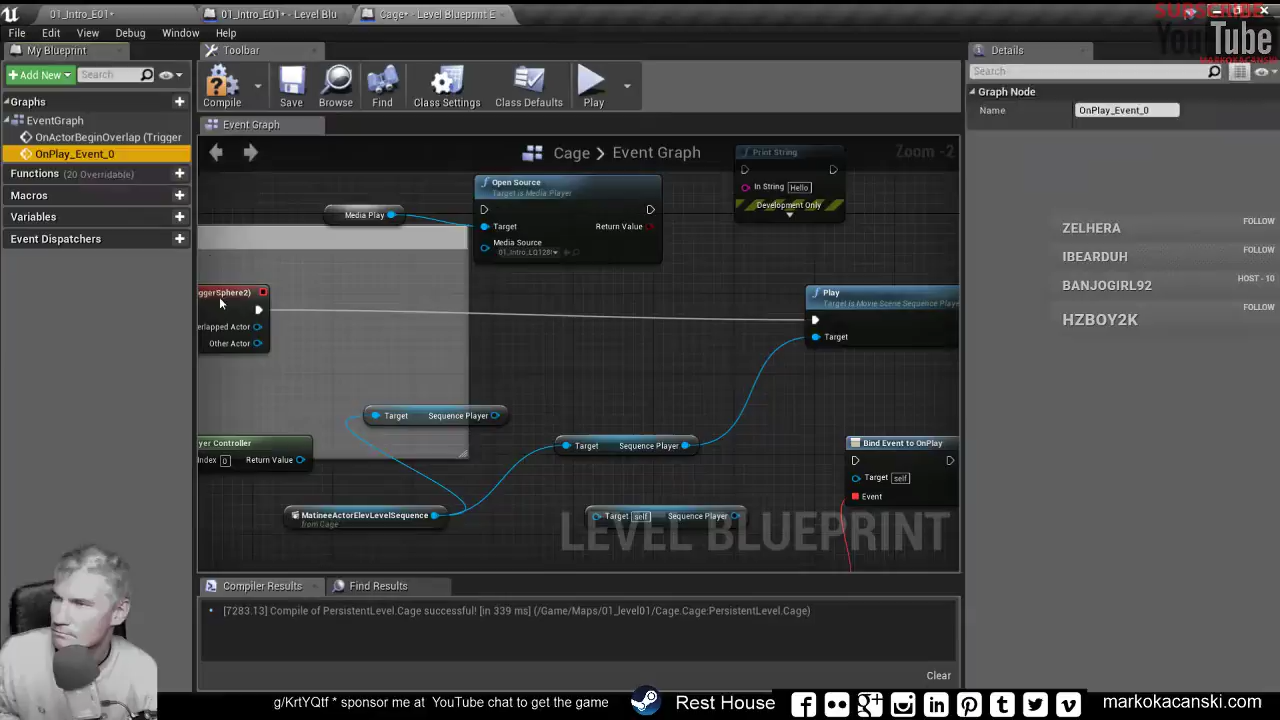 01_Intro_E01*
01_Intro_E01* - Level Blu
Cage* - Level Blueprint E
SUBSCRIBE
YouTube
MARKOKACANSKI
File Edit View Debug Window Help
My Blueprint
Toolbar
Details
Add New
Search
Compile
Save
Browse
Find
Class Settings
Class Defaults
Play
Search
Graph Node
Name
OnPlay_Event_0
Graphs
EventGraph
OnActorBeginOverlap (Trigger
OnPlay_Event_0
Functions (20 Overridable)
Macros
Variables
Event Dispatchers
Event Graph
Cage > Event Graph
Zoom -2
Print String
In String Hello
Development Only
Open Source
Target is Media Player
Target
Return Value
Media Source
Media Play
iggerSphere2)
erlapped Actor
Other Actor
Play
Target is Movie Scene Sequence Playe
Target
Target Sequence Player
Target Sequence Player
yer Controller
Index 0 Return Value
Bind Event to OnPlay
Target self
Event
MatineeActorElevLevelSequence
from Cage
Target self Sequence Player
LEVEL BLUEPRINT
ZELHERA
FOLLOW
IBEARDUH
FOLLOW
BANJOGIRL92
HOST - 10
HZBOY2K
FOLLOW
Compiler Results
Find Results
[7283.13] Compile of PersistentLevel.Cage successful! [in 339 ms] (/Game/Maps/01_level01/Cage.Cage:PersistentLevel.Cage)
Clear
g/KrtYQtf * sponsor me at YouTube chat to get the game
Rest House
markokacanski.com